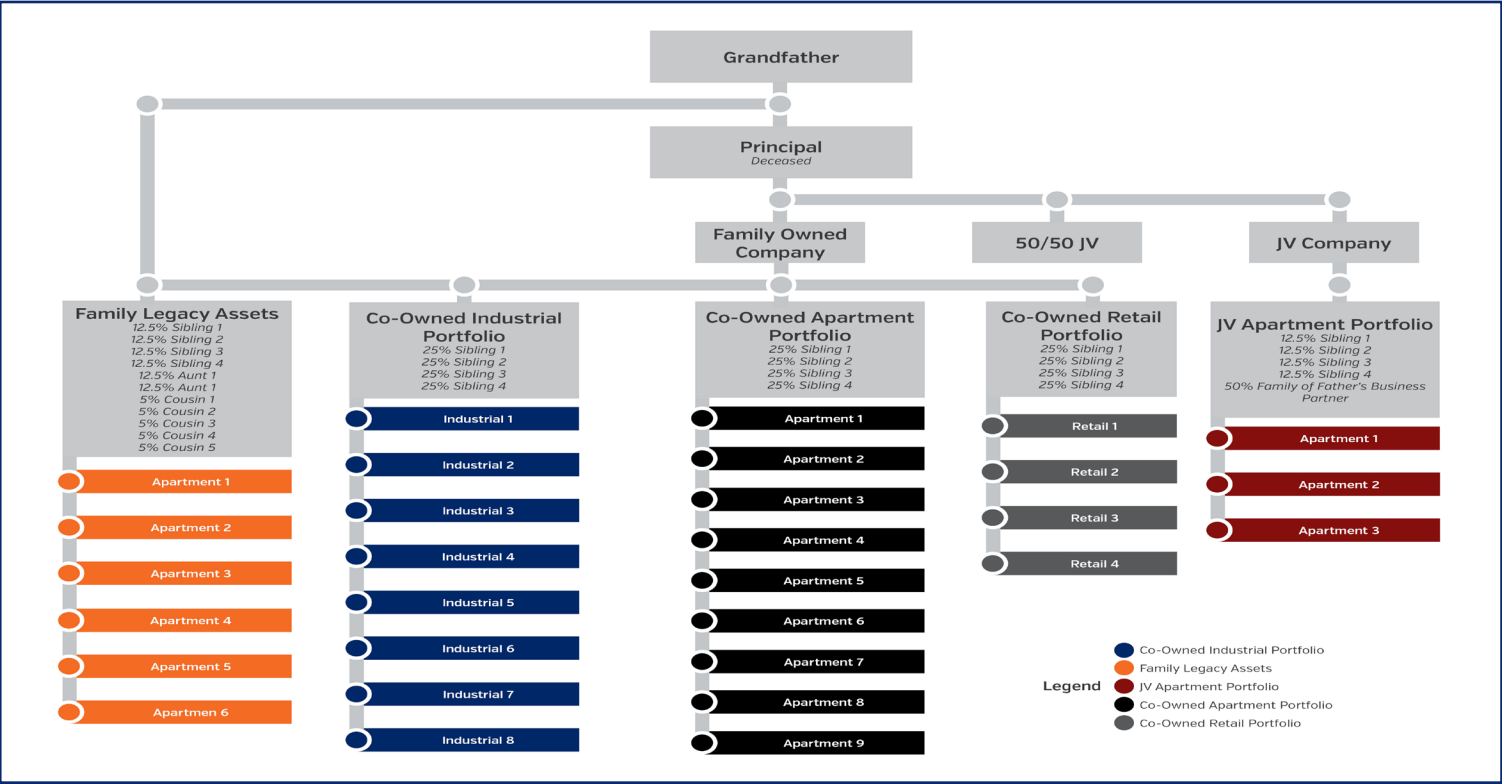 Grandfather
Principal
Deceased
Family Owned
Company
50/50 JV
JV Company
Family Legacy Assets
12.5% Sibling 1
12.5% Sibling 2
12.5% Sibling 3
12.5% Sibling 4
12.5% Aunt 1
12.5% Aunt 1
5% Cousin 1
5% Cousin 2
5% Cousin 3
5% Cousin 4
5% Cousin 5
Apartment 1
Apartment 2
Apartment 3
Apartment 4
Apartment 5
Apartmen 6
Co-Owned Industrial
Portfolio
25% Sibling 1
25% Sibling 2
25% Sibling 3
25% Sibling 4
Industrial 1
Industrial 2
Industrial 3
Industrial 4
Industrial 5
Industrial 6
Industrial 7
Industrial 8
Co-Owned Apartment
Portfolio
25% Sibling 1
25% Sibling 2
25% Sibling 3
25% Sibling 4
Apartment 1
Apartment 2
Apartment 3
Apartment 4
Apartment 5
Apartment 6
Apartment 7
Apartment 8
Apartment 9
Co-Owned Retail
Portfolio
25% Sibling 1
25% Sibling 2
25% Sibling 3
25% Sibling 4
Retail 1
Retail 2
Retail 3
Retail 4
JV Apartment Portfolio
12.5% Sibling 1
12.5% Sibling 2
12.5% Sibling 3
12.5% Sibling 4
50% Family of Father's Business
Partner
Apartment 1
Apartment 2
Apartment 3
Legend
Co-Owned Industrial Portfolio
Family Legacy Assets
JV Apartment Portfolio
Co-Owned Apartment Portfolio
Co-Owned Retail Portfolio